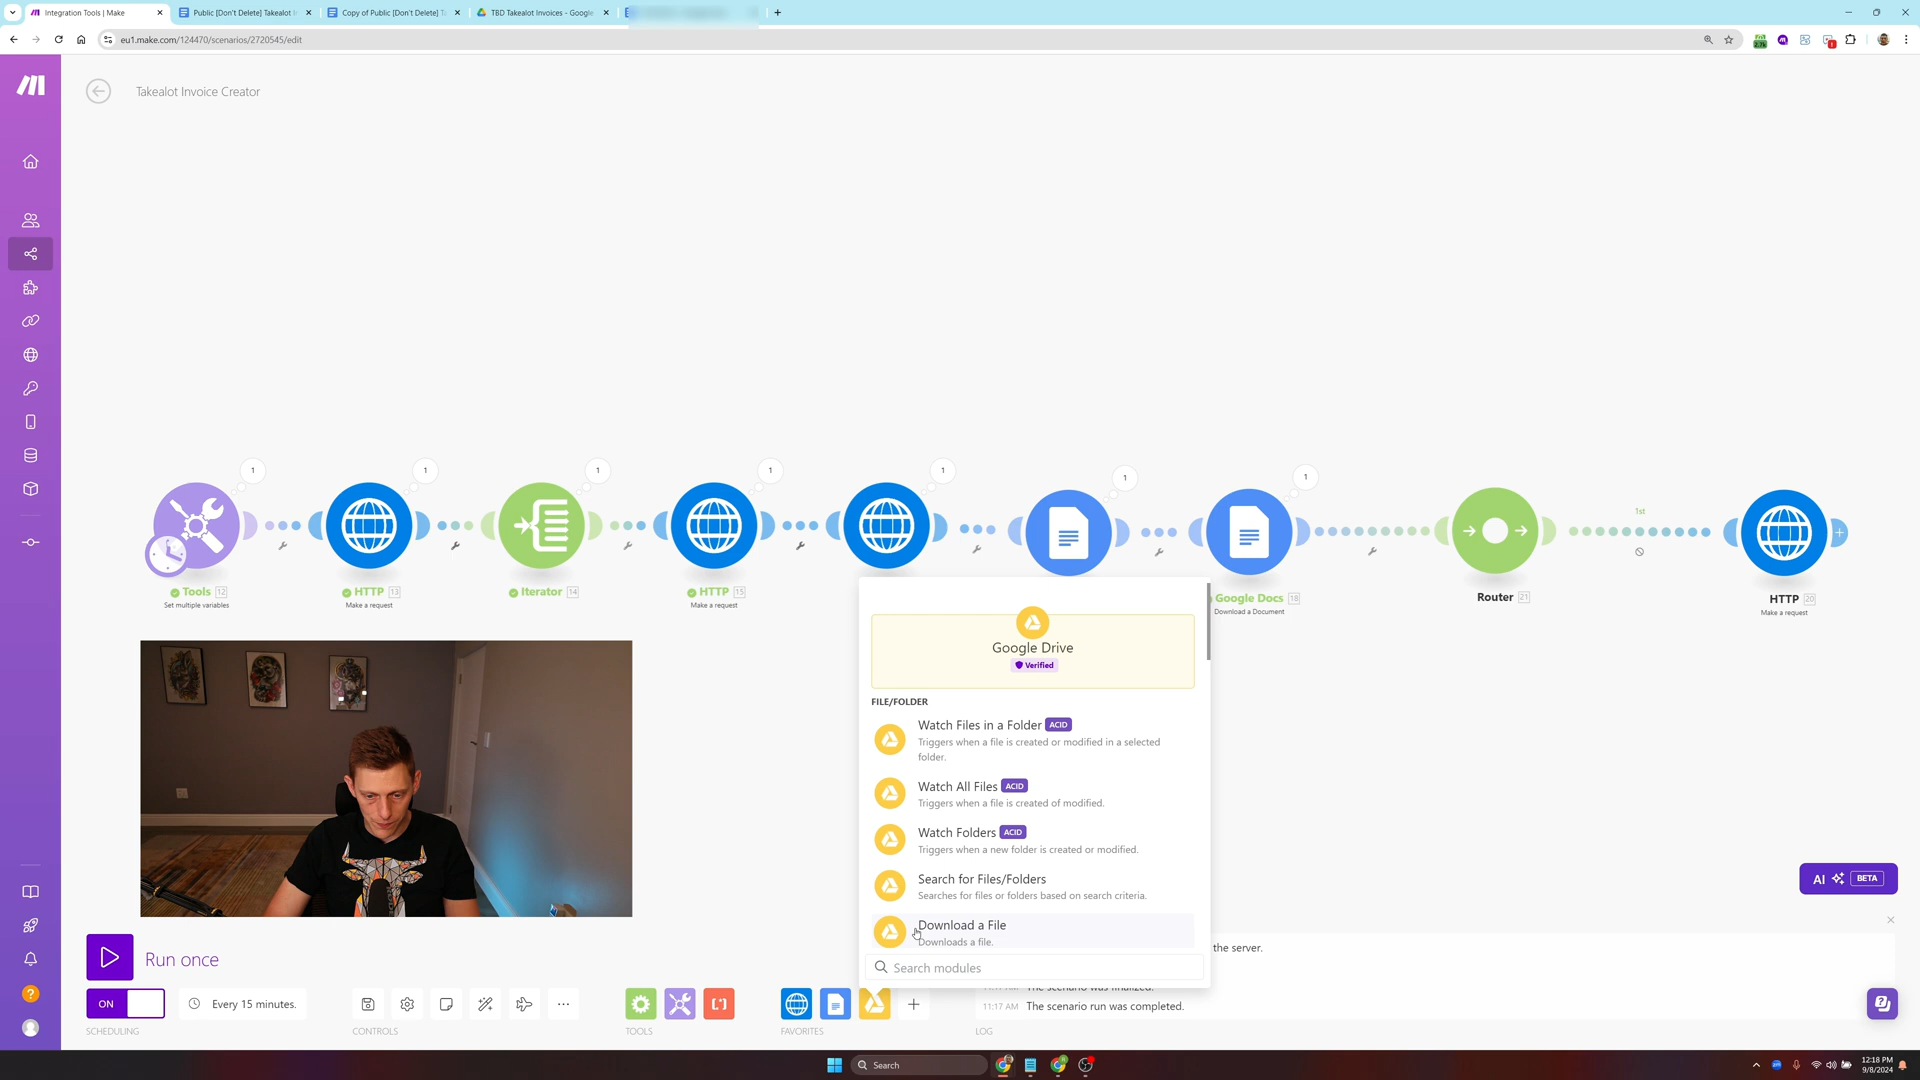 Integration Tools | Make
Public [Don't Delete] Takealot I
Copy of Public [Don't Delete] Ta
TBD Takealot Invoices - Google
eu1.make.com/124470/scenarios/2720545/edit
Takealot Invoice Creator
1
1
1
1
1
1
1
1st
Tools 12
Set multiple variables
HTTP 13
Make a request
Iterator 14
HTTP 15
Make a request
Google Docs 18
Download a Document
Router 21
HTTP 20
Make a request
Google Drive
Verified
FILE/FOLDER
Watch Files in a Folder ACID
Triggers when a file is created or modified in a selected
folder.
Watch All Files ACID
Triggers when a file is created of modified.
Watch Folders ACID
Triggers when a new folder is created or modified.
Search for Files/Folders
Searches for files or folders based on search criteria.
Download a File
Downloads a file.
Search modules
AI BETA
the server.
11:17 AM The scenario was finalized.
11:17 AM The scenario run was completed.
Run once
ON
Every 15 minutes.
SCHEDULING
CONTROLS
TOOLS
FAVORITES
LOG
Search
12:18 PM
9/8/2024